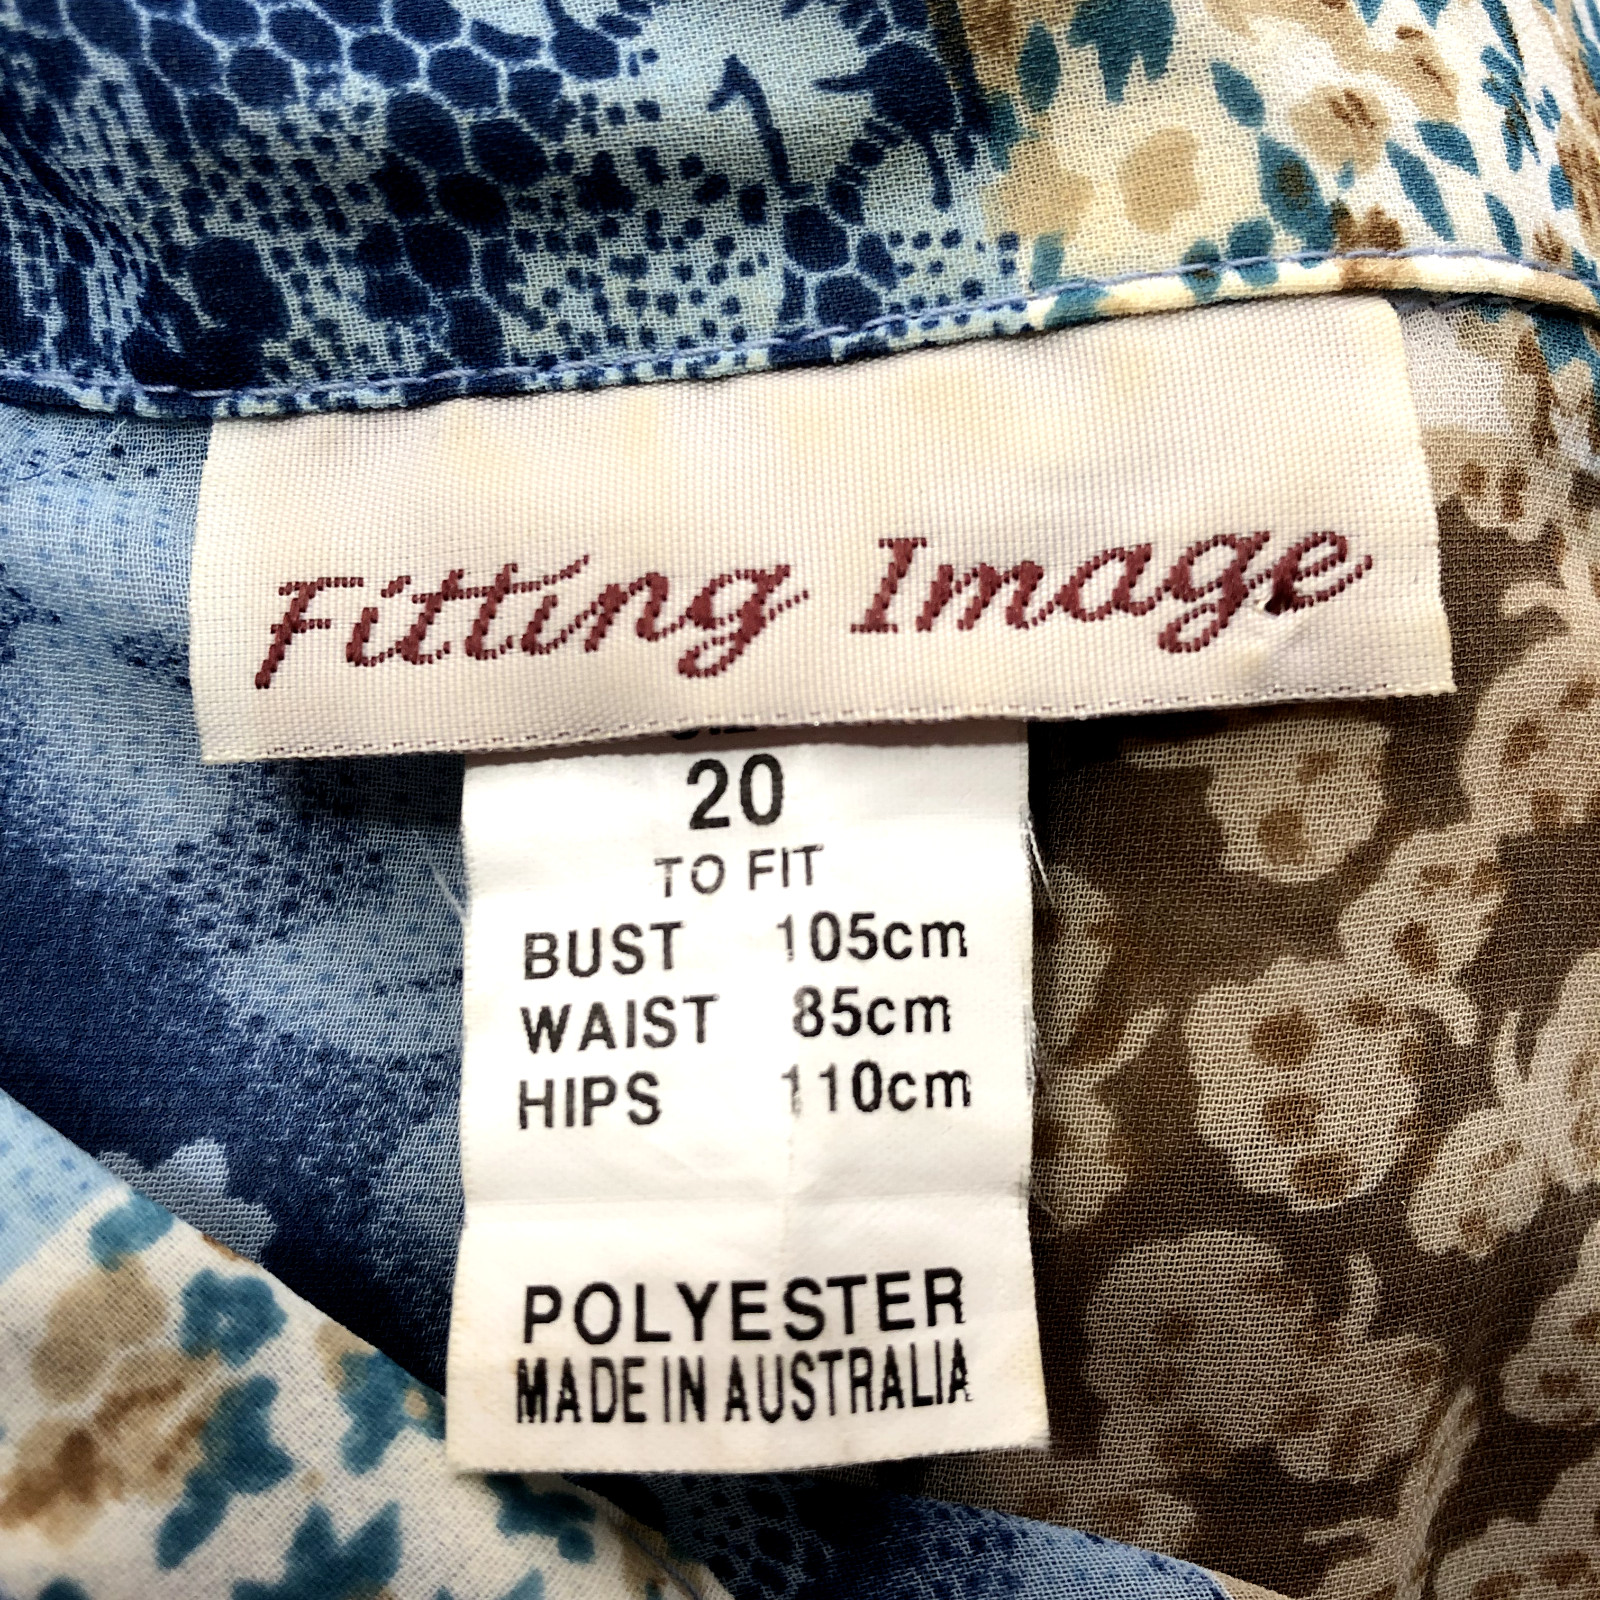 Fitting Image
20
TO FIT
BUST 105cm
WAIST 85cm
HIPS 110cm
POLYESTER
MADE IN AUSTRALIA